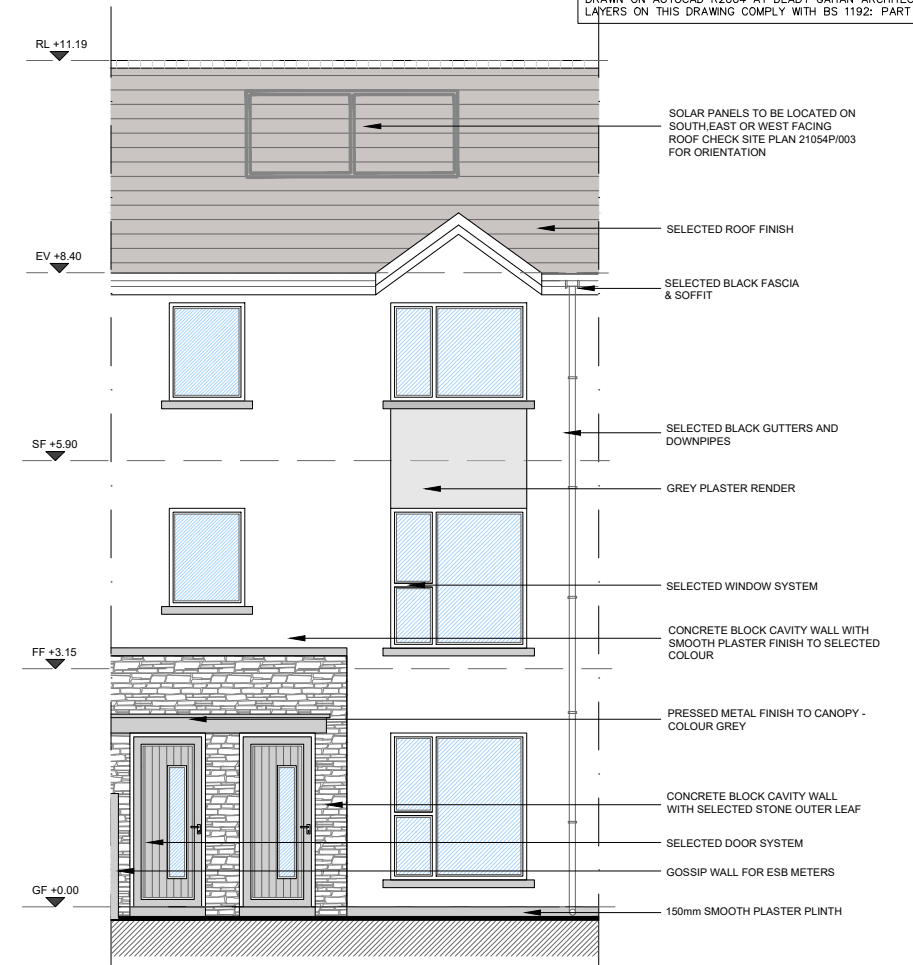 DRAWN ON AUTOCAD R2004 AT DEADY GAHAN ARCHITEC
LAYERS ON THIS DRAWING COMPLY WITH BS 1192: PART
RL +11.19
SOLAR PANELS TO BE LOCATED ON
SOUTH,EAST OR WEST FACING
ROOF CHECK SITE PLAN 21054P/003
FOR ORIENTATION
SELECTED ROOF FINISH
EV +8.40
SELECTED BLACK FASCIA
& SOFFIT
SELECTED BLACK GUTTERS AND
DOWNPIPES
SF +5.90
GREY PLASTER RENDER
SELECTED WINDOW SYSTEM
CONCRETE BLOCK CAVITY WALL WITH
SMOOTH PLASTER FINISH TO SELECTED
COLOUR
FF +3.15
PRESSED METAL FINISH TO CANOPY -
COLOUR GREY
CONCRETE BLOCK CAVITY WALL
WITH SELECTED STONE OUTER LEAF
SELECTED DOOR SYSTEM
GOSSIP WALL FOR ESB METERS
GF +0.00
150mm SMOOTH PLASTER PLINTH